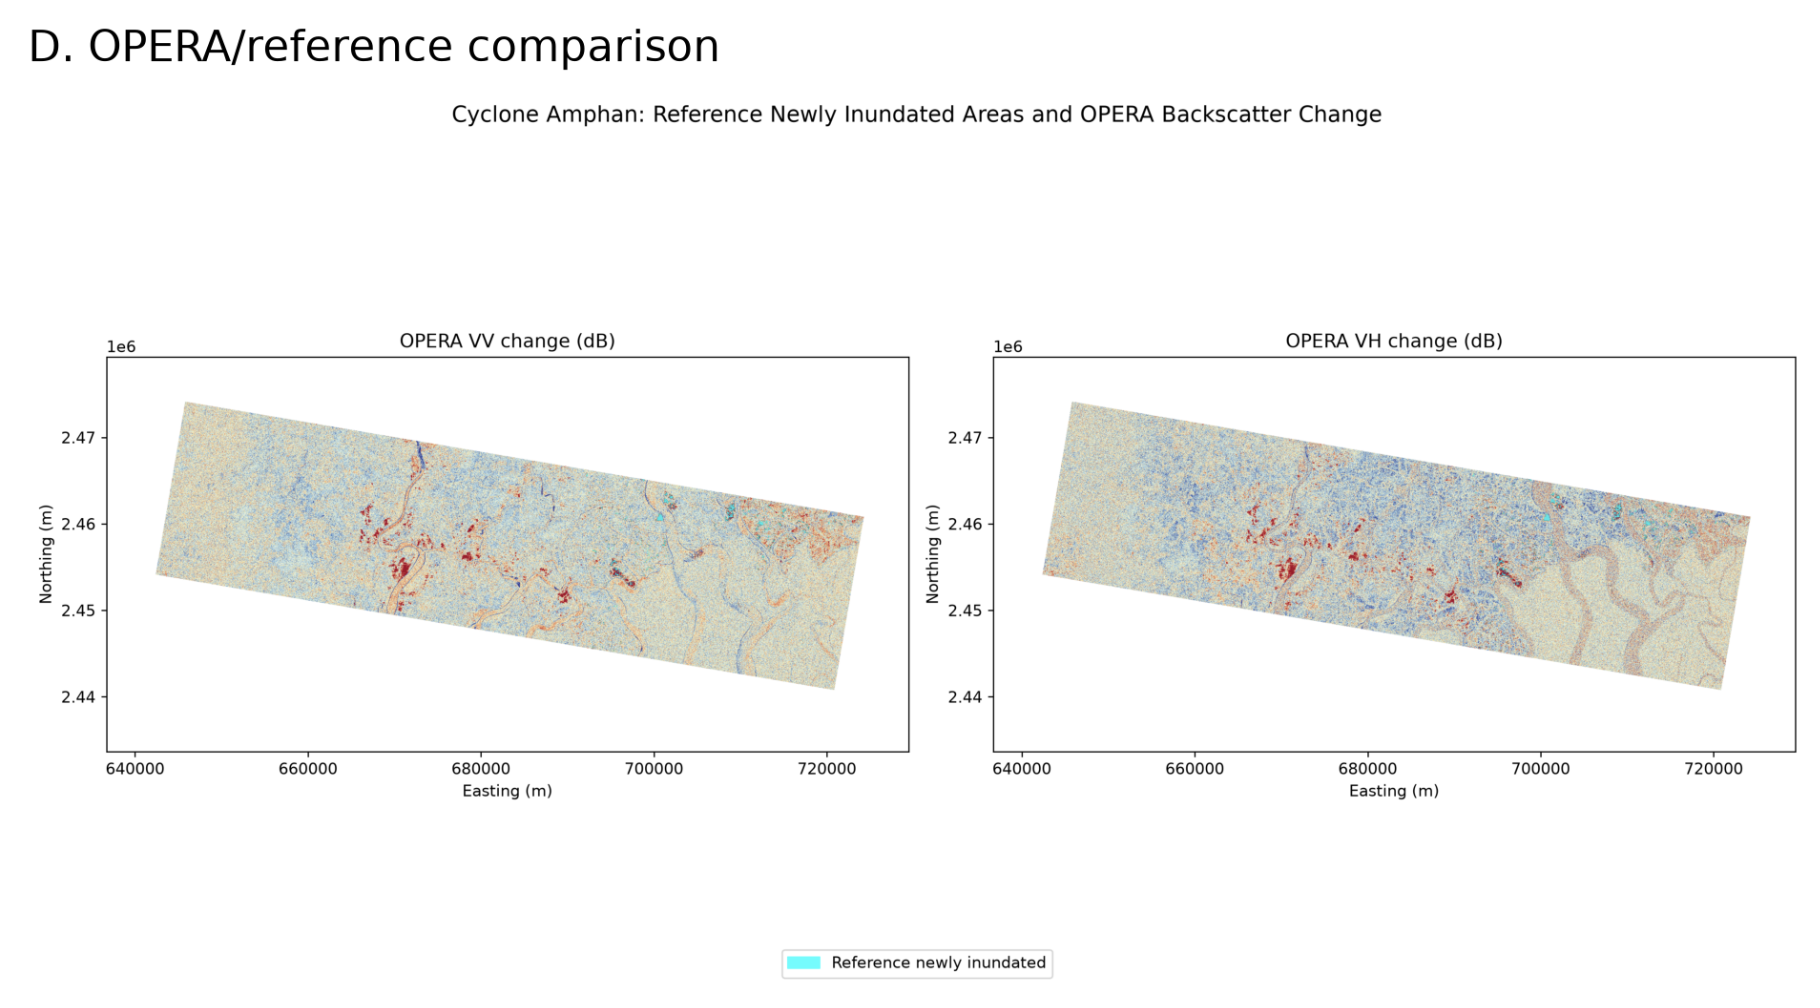 D. OPERA/reference comparison
Cyclone Amphan: Reference Newly Inundated Areas and OPERA Backscatter Change
OPERA VV change (dB)
1e6
2.47
2.46
2.45
2.44
Northing (m)
640000 660000 680000 700000 720000
Easting (m)
OPERA VH change (dB)
1e6
2.47
2.46
2.45
2.44
Northing (m)
640000 660000 680000 700000 720000
Easting (m)
Reference newly inundated